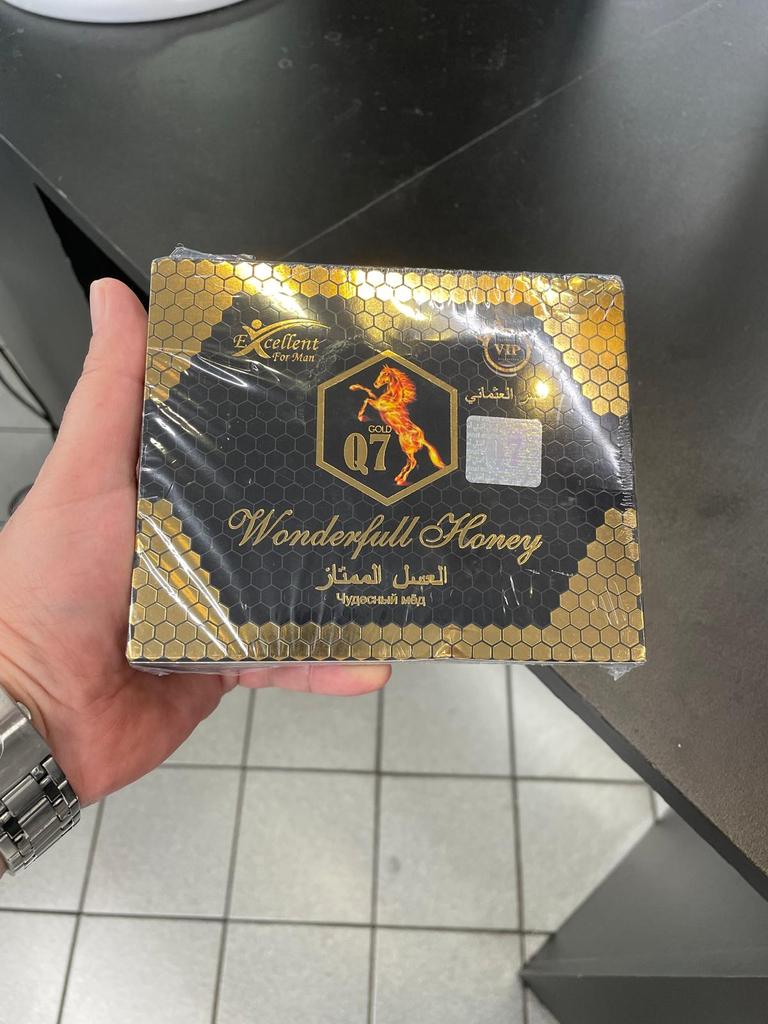 Excellent
For Man
VIP
العثماني
GOLD
Q7
Wonderfull Honey
العسل الممتاز
Чудесный мёд